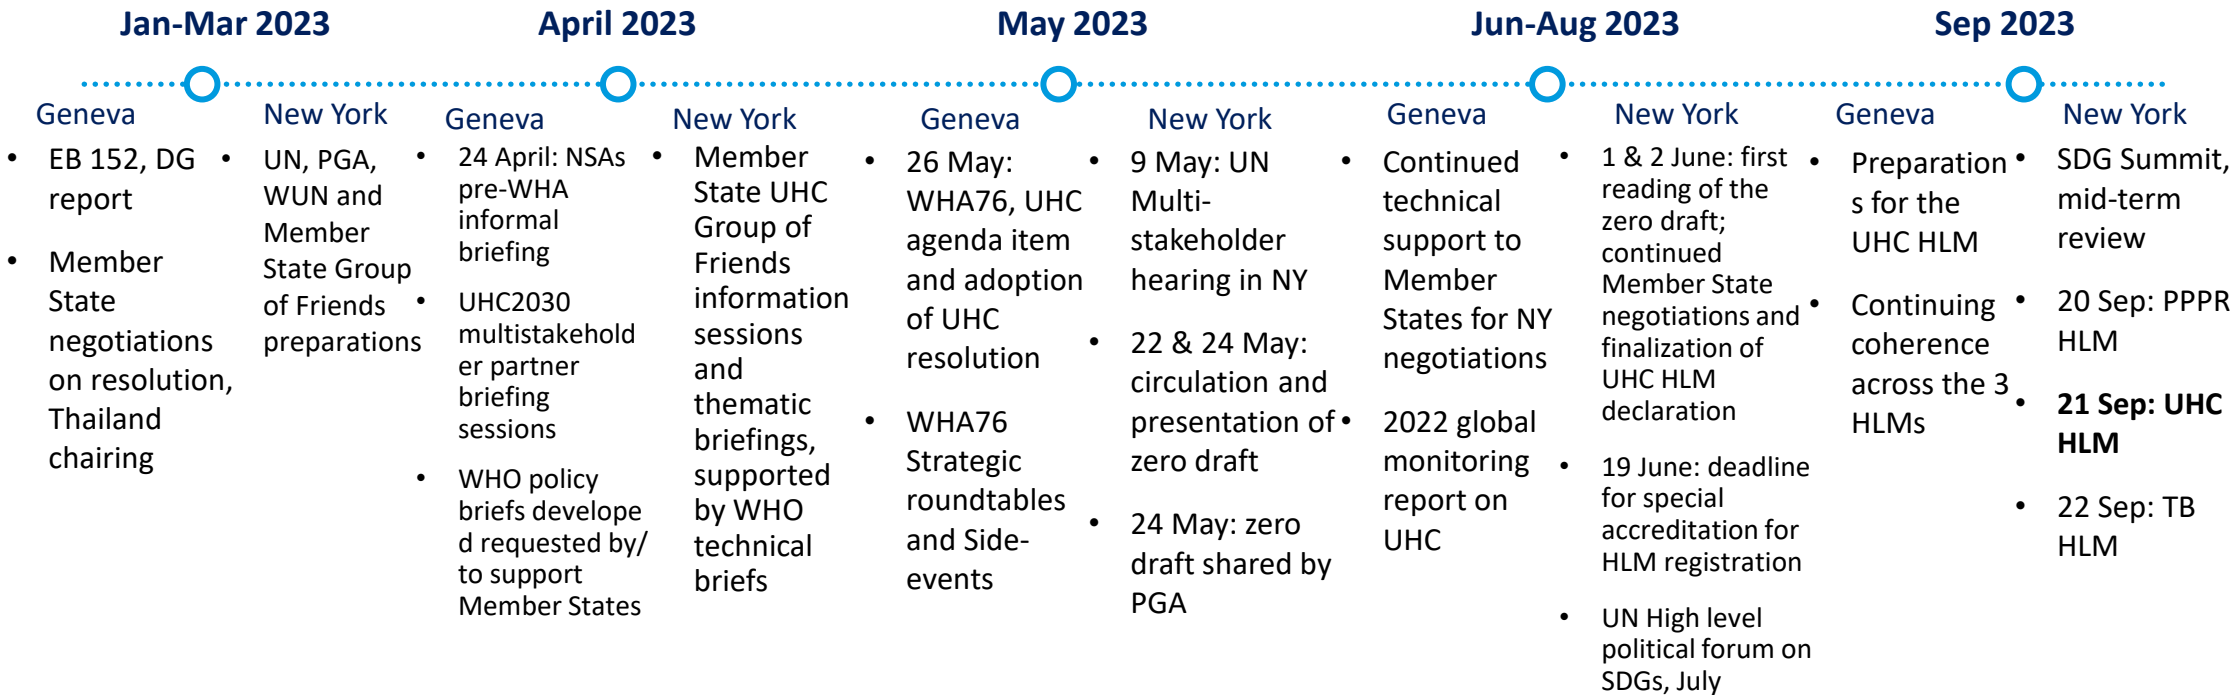 Jan-Mar 2023
April 2023
May 2023
Jun-Aug 2023
Sep 2023
Geneva
• EB 152, DG
report
• Member
State
negotiations
on resolution,
Thailand
chairing
New York
• UN, PGA,
WUN and
Member
State Group
of Friends
preparations
Geneva
• 24 April: NSAs
pre-WHA
informal
briefing
• UHC2030
multistakehold
er partner
briefing
sessions
• WHO policy
briefs develope
d requested by/
to support
Member States
New York
• Member
State UHC
Group of
Friends
information
sessions
and
thematic
briefings,
supported
by WHO
technical
briefs
Geneva
• 26 May:
WHA76, UHC
agenda item
and adoption
of UHC
resolution
• WHA76
Strategic
roundtables
and Side-
events
New York
• 9 May: UN
Multi-
stakeholder
hearing in NY
• 22 & 24 May:
circulation and
presentation of
zero draft
• 24 May: zero
draft shared by
PGA
Geneva
• Continued
technical
support to
Member
States for NY
negotiations
• 2022 global
monitoring
report on
UHC
New York
• 1 & 2 June: first
reading of the
zero draft;
continued
Member State
negotiations and
finalization of
UHC HLM
declaration
• 19 June: deadline
for special
accreditation for
HLM registration
• UN High level
political forum on
SDGs, July
Geneva
• Preparation
s for the
UHC HLM
• Continuing
coherence
across the 3
HLMs
New York
• SDG Summit,
mid-term
review
• 20 Sep: PPPR
HLM
• 21 Sep: UHC
HLM
• 22 Sep: TB
HLM